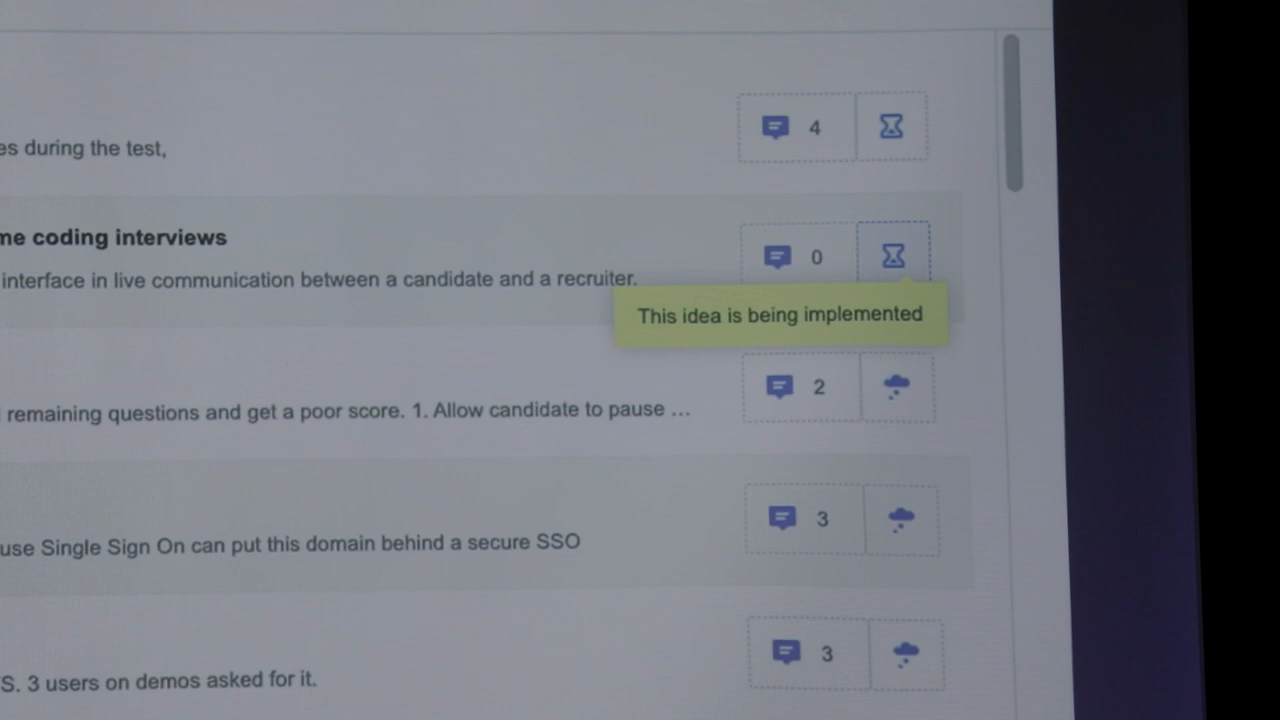 es during the test,
4
me coding interviews
interface in live communication between a candidate and a recruiter.
0
This idea is being implemented
remaining questions and get a poor score. 1. Allow candidate to pause ...
2
use Single Sign On can put this domain behind a secure SSO
3
S. 3 users on demos asked for it.
3